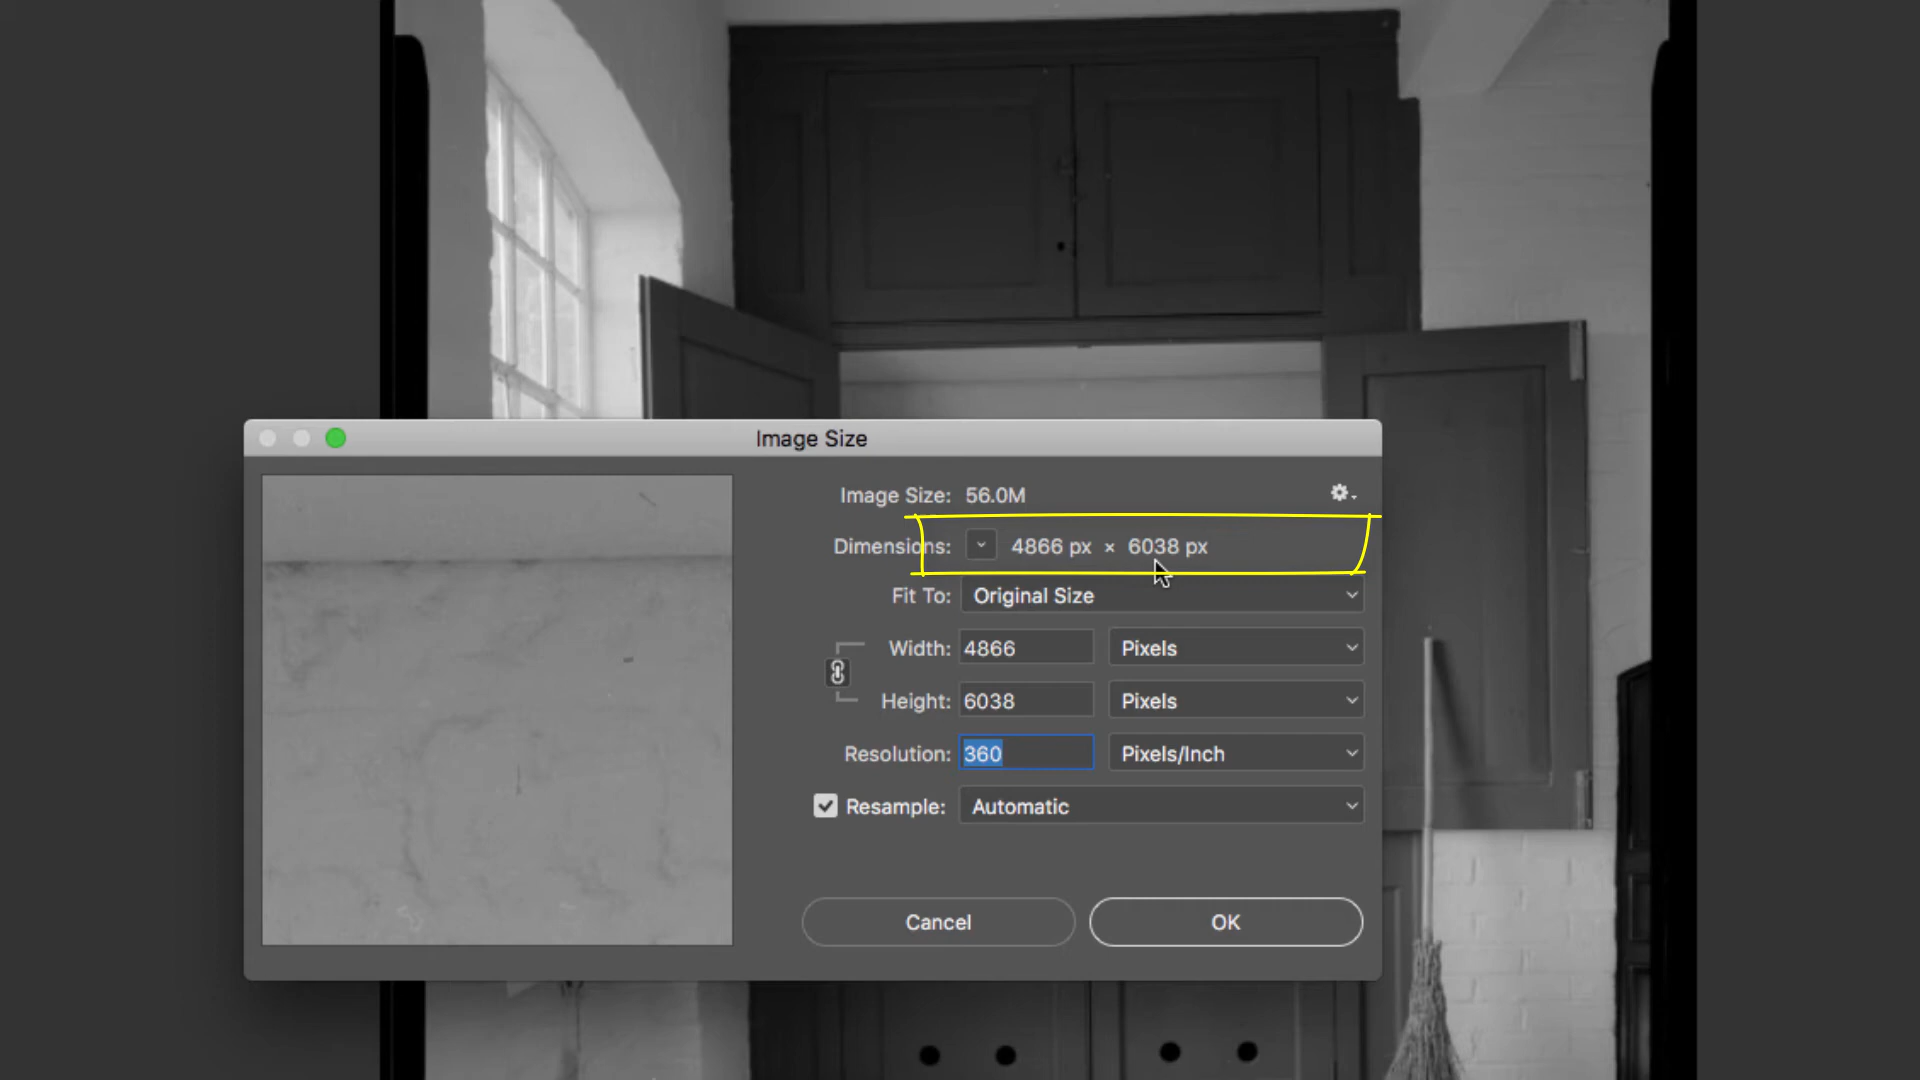 Image Size
Image Size: 56.0M
Dimensions: 4866 px × 6038 px
Fit To: Original Size
Width: 4866 Pixels
Height: 6038 Pixels
Resolution: 360 Pixels/Inch
Resample: Automatic
Cancel OK